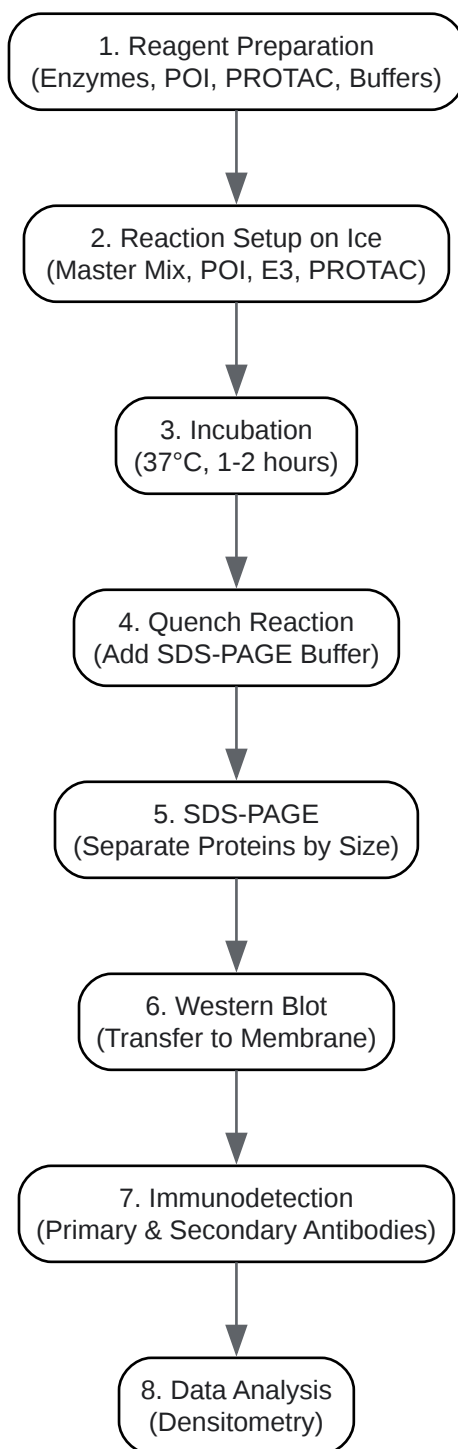 1. Reagent Preparation
(Enzymes, POI, PROTAC, Buffers)
2. Reaction Setup on Ice
(Master Mix, POI, E3, PROTAC)
3. Incubation
(37°C, 1-2 hours)
4. Quench Reaction
(Add SDS-PAGE Buffer)
5. SDS-PAGE
(Separate Proteins by Size)
6. Western Blot
(Transfer to Membrane)
7. Immunodetection
(Primary & Secondary Antibodies)
8. Data Analysis
(Densitometry)